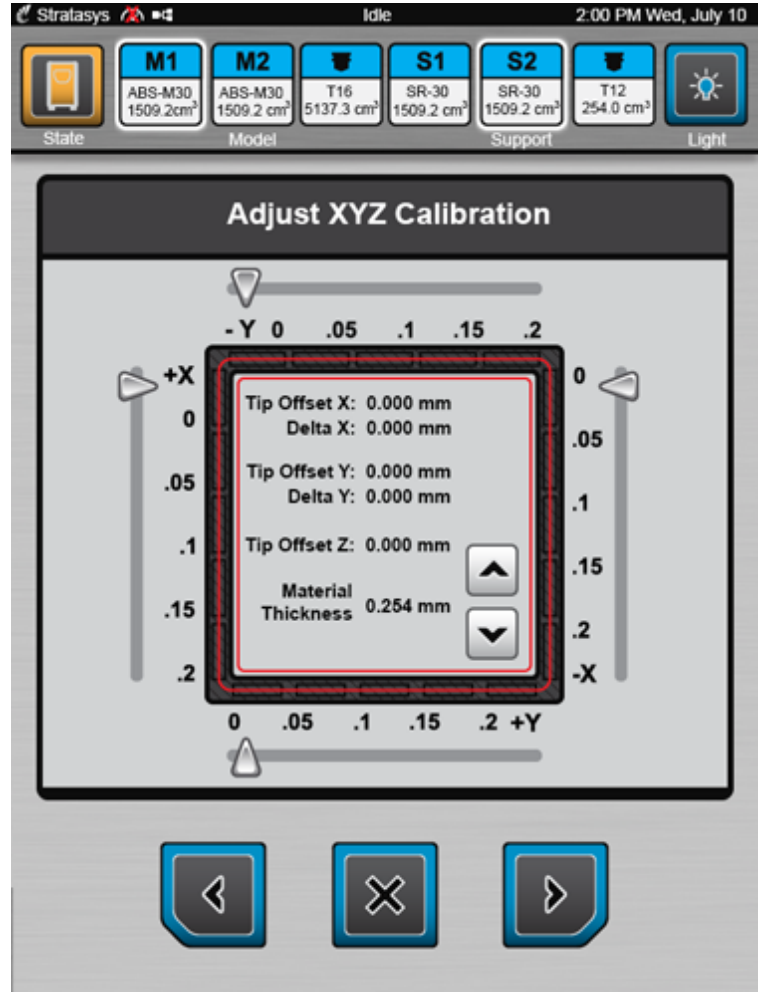 Stratasys Idle 2:00 PM Wed, July 10
M1 M2 S1 S2
ABS-M30 ABS-M30 T16 SR-30 SR-30 T12
1509.2cm³ 1509.2 cm³ 5137.3 cm³ 1509.2 cm³ 1509.2 cm³ 254.0 cm³
State Model Support Light
Adjust XYZ Calibration
- Y 0 .05 .1 .15 .2
+X 0
0 .05
.05 .1
.1 .15
.15 .2
.2 -X
Tip Offset X: 0.000 mm
Delta X: 0.000 mm
Tip Offset Y: 0.000 mm
Delta Y: 0.000 mm
Tip Offset Z: 0.000 mm
Material
Thickness 0.254 mm
0 .05 .1 .15 .2 +Y